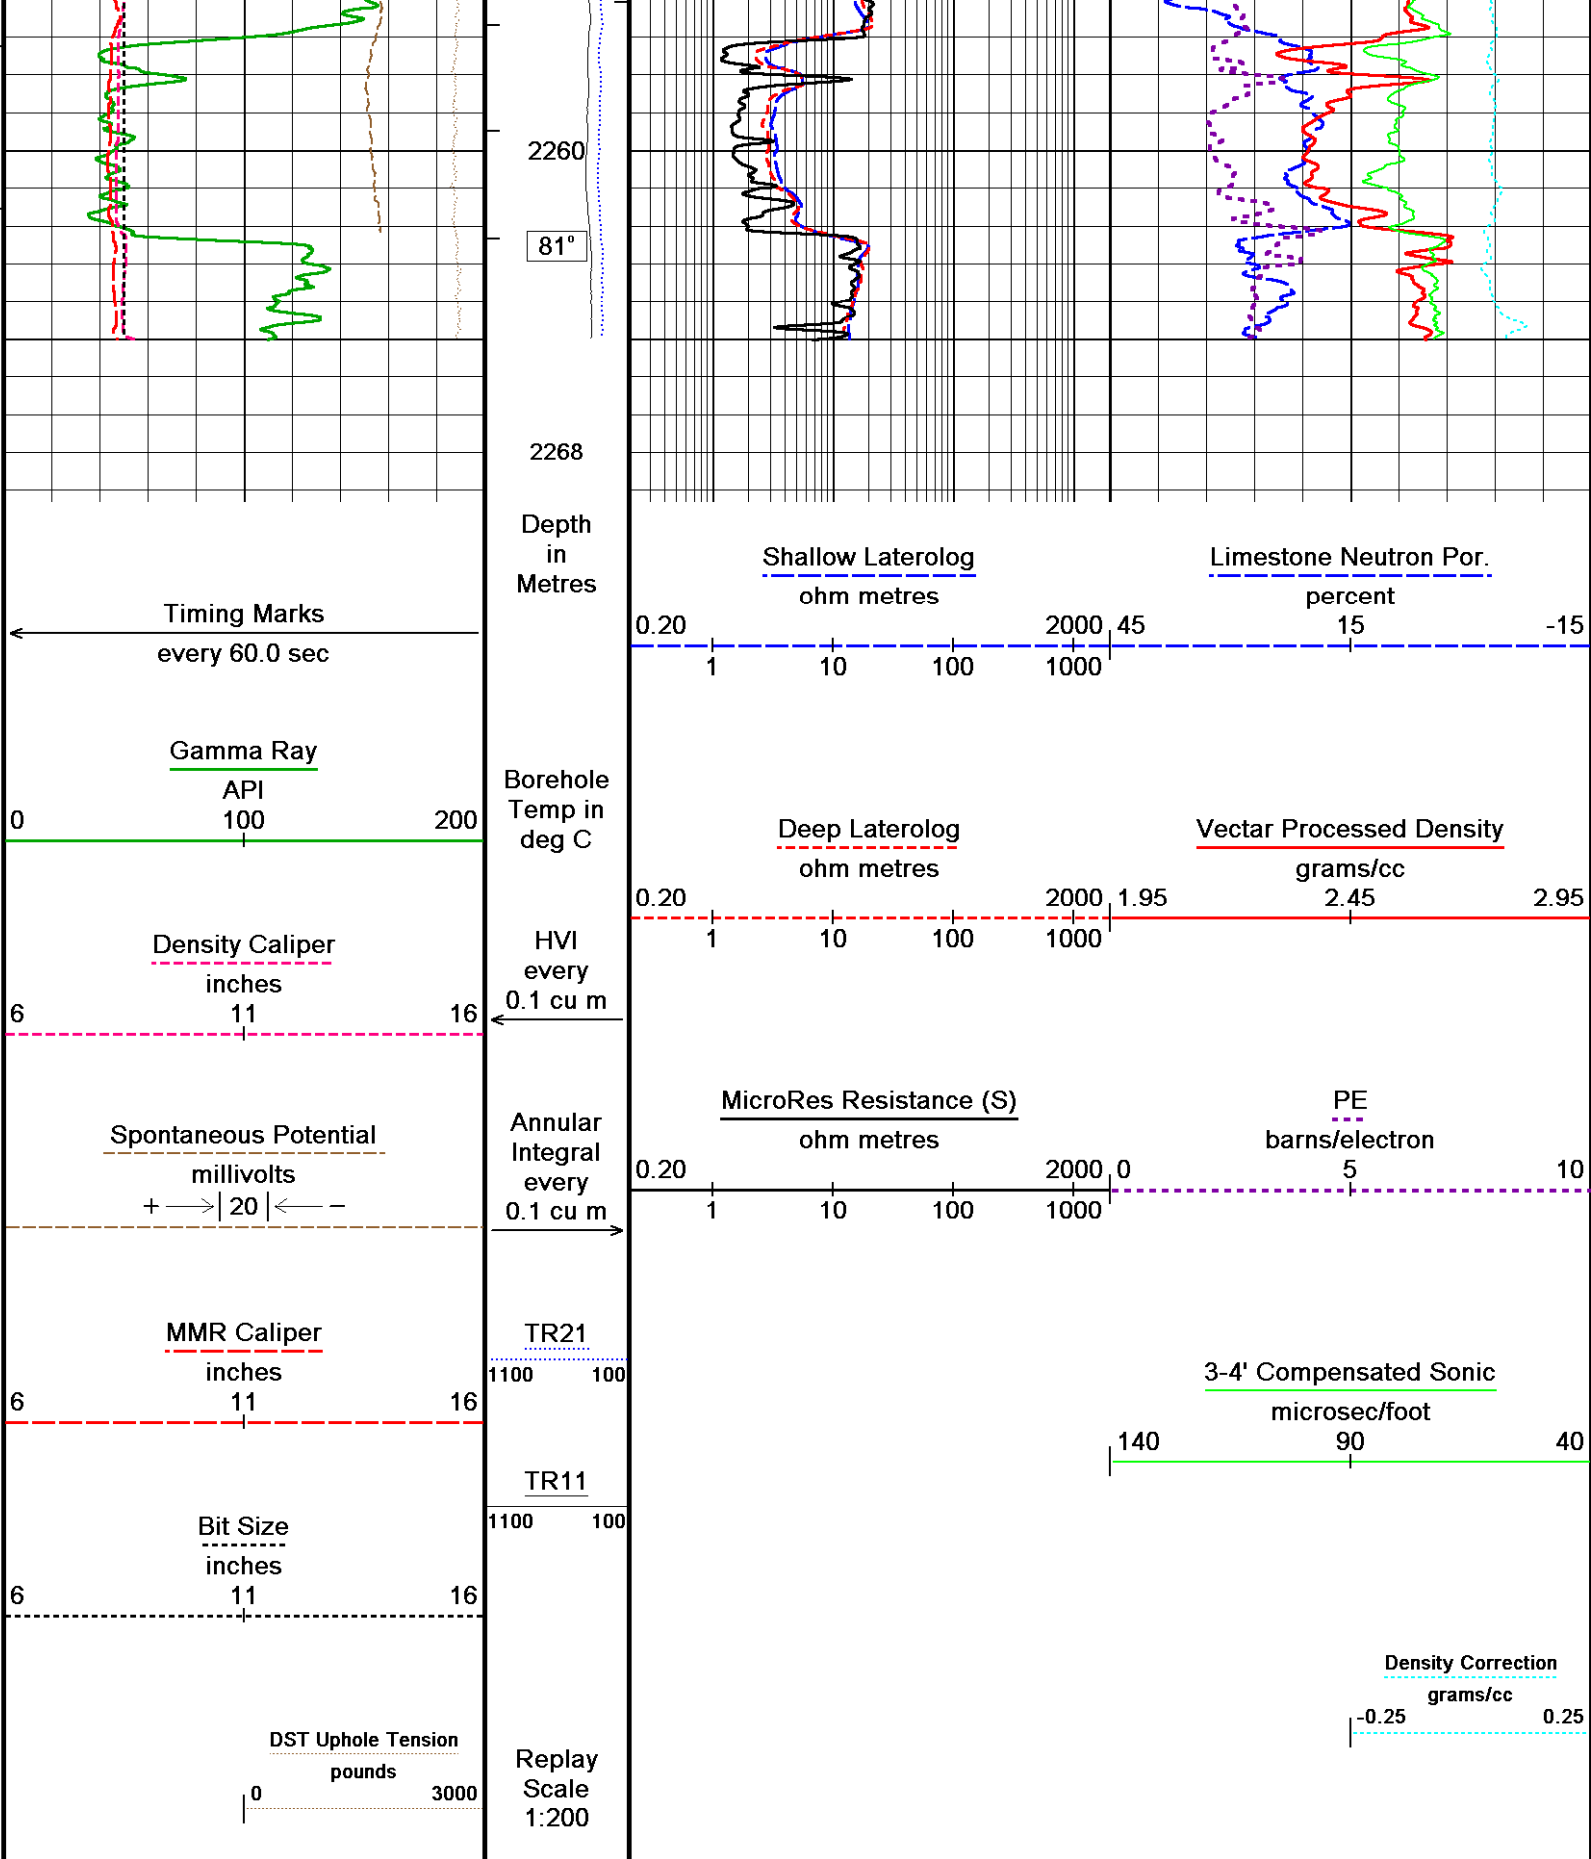 2260
81°
2268
Depth
in
Metres
Timing Marks
every 60.0 sec
Gamma Ray
API
0 100 200
Density Caliper
inches
6 11 16
Spontaneous Potential
millivolts
+ 20 −
MMR Caliper
inches
6 11 16
Bit Size
inches
6 11 16
DST Uphole Tension
pounds
0 3000
Borehole
Temp in
deg C
HVI
every
0.1 cu m
Annular
Integral
every
0.1 cu m
TR21
1100 100
TR11
1100 100
Replay
Scale
1:200
Shallow Laterolog
ohm metres
0.20 2000
1 10 100 1000
Deep Laterolog
ohm metres
0.20 2000
1 10 100 1000
MicroRes Resistance (S)
ohm metres
0.20 2000
1 10 100 1000
Limestone Neutron Por.
percent
45 15 -15
Vectar Processed Density
grams/cc
1.95 2.45 2.95
PE
barns/electron
0 5 10
3-4' Compensated Sonic
microsec/foot
140 90 40
Density Correction
grams/cc
-0.25 0.25